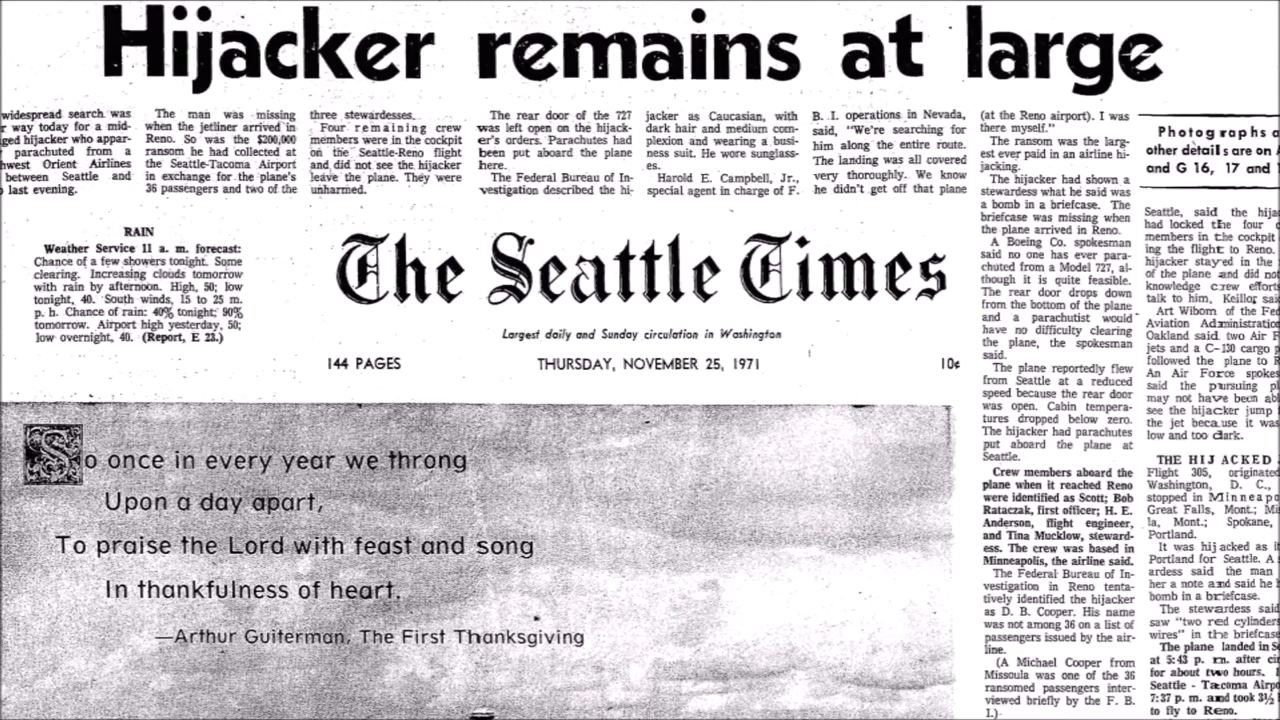 Hijacker remains at large
widespread search was
r way today for a mid-
ged hijacker who appar-
parachuted from a
hwest Orient Airlines
between Seattle and
last evening.
The man was missing
when the jetliner arrived in
Reno. So was the $200,000
ransom he had collected at
the Seattle-Tacoma Airport
in exchange for the plane's
36 passengers and two of the
three stewardesses.
Four remaining crew
members were in the cockpit
on the Seattle-Reno flight
and did not see the hijacker
leave the plane. They were
unharmed.
The rear door of the 727
was left open on the hijack-
er's orders. Parachutes had
been put aboard the plane
here.
The Federal Bureau of In-
vestigation described the hi-
jacker as Caucasian, with
dark hair and medium com-
plexion and wearing a busi-
ness suit. He wore sunglass-
es.
Harold E. Campbell, Jr.,
special agent in charge of F.
B. I. operations in Nevada,
said, "We're searching for
him along the entire route.
The landing was all covered
very thoroughly. We know
he didn't get off that plane
(at the Reno airport). I was
there myself."
The ransom was the larg-
est ever paid in an airline hi-
jacking.
The hijacker had shown a
stewardess what he said was
a bomb in a briefcase. The
briefcase was missing when
the plane arrived in Reno.
A Boeing Co. spokesman
said no one has ever para-
chuted from a Model 727, al-
though it is quite feasible.
The rear door drops down
from the bottom of the plane
and a parachutist would
have no difficulty clearing
the plane, the spokesman
said.
The plane reportedly flew
from Seattle at a reduced
speed because the rear door
was open. Cabin tempera-
tures dropped below zero.
The hijacker had parachutes
put aboard the plane at
Seattle.
Crew members aboard the
plane when it reached Reno
were identified as Scott; Bob
Rataczak, first officer; H. E.
Anderson, flight engineer,
and Tina Mucklow, steward-
ess. The crew was based in
Minneapolis, the airline said.
The Federal Bureau of In-
vestigation in Reno tenta-
tively identified the hijacker
as D. B. Cooper. His name
was not among 36 on a list of
passengers issued by the air-
line.
(A Michael Cooper from
Missoula was one of the 36
ransomed passengers inter-
viewed briefly by the F. B.
I.)
Photographs
other details are on
and G 16, 17 and
Seattle, said the hija
had locked the four
members in the cockpit
ing the flight to Reno.
hijacker stayed in the
of the plane and did not
knowledge crew efforts
talk to him, Keillor sai
Art Wiborn of the Fed
Aviation Administration
Oakland said two Air F
jets and a C-130 cargo p
followed the plane to R
An Air Force spokes
said the pursuing pl
may not have been abl
see the hijacker jump
the jet because it was
low and too dark.
THE HIJACKED
Flight 305, originated
Washington, D. C.,
stopped in Minneap
Great Falls, Mont.; Mi
la, Mont.; Spokane,
Portland.
It was hijacked as it
Portland for Seattle. A
ardess said the man
her a note and said he
bomb in a briefcase.
The stewardess said
saw "two red cylinders
wires" in the briefcase
The plane landed in Se
at 5:43 p. m. after cir
for about two hours.
Seattle - Tacoma Airpo
7:37 p. m. and took 3½
to fly to Reno.
RAIN
Weather Service 11 a. m. forecast:
Chance of a few showers tonight. Some
clearing. Increasing clouds tomorrow
with rain by afternoon. High, 50; low
tonight, 40. South winds, 15 to 25 m.
p. h. Chance of rain: 40% tonight; 90%
tomorrow. Airport high yesterday, 50;
low overnight, 40. (Report, E 23.)
The Seattle Times
Largest daily and Sunday circulation in Washington
144 PAGES THURSDAY, NOVEMBER 25, 1971 10¢
So once in every year we throng
Upon a day apart,
To praise the Lord with feast and song
In thankfulness of heart.
—Arthur Guiterman, The First Thanksgiving